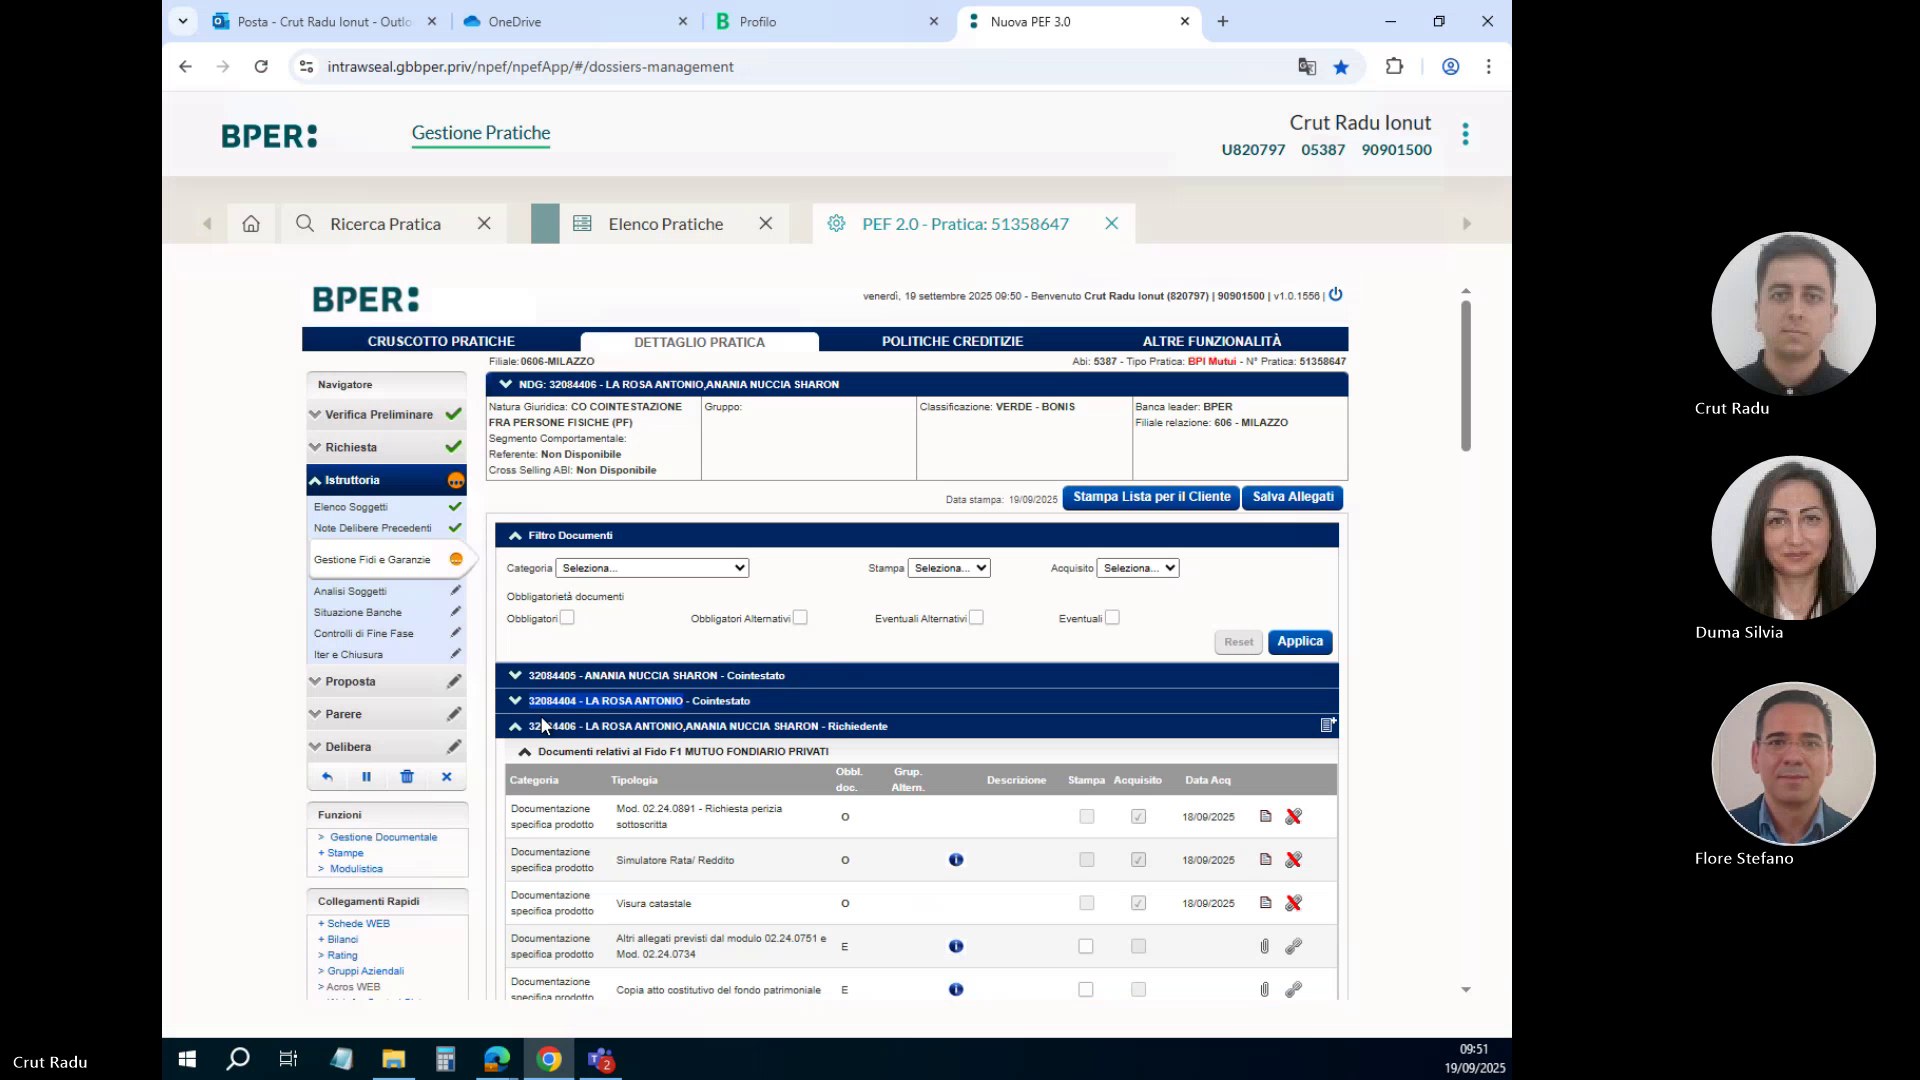 Posta - Crut Radu Ionut - Outlo
OneDrive
Profilo
Nuova PEF 3.0
intrawseal.gbbper.priv/npef/npefApp/#/dossiers-management
BPER:
Gestione Pratiche
Crut Radu Ionut
U820797 05387 90901500
Ricerca Pratica
Elenco Pratiche
PEF 2.0 - Pratica: 51358647
BPER:
venerdì, 19 settembre 2025 09:50 - Benvenuto Crut Radu Ionut (820797) | 90901500 | v1.0.1556 |
CRUSCOTTO PRATICHE
DETTAGLIO PRATICA
POLITICHE CREDITIZIE
ALTRE FUNZIONALITÀ
Filiale: 0606-MILAZZO
Abi: 5387 - Tipo Pratica: BPI Mutui - N° Pratica: 51358647
Navigatore
Verifica Preliminare
Richiesta
Istruttoria
Elenco Soggetti
Note Delibere Precedenti
Gestione Fidi e Garanzie
Analisi Soggetti
Situazione Banche
Controlli di Fine Fase
Iter e Chiusura
Proposta
Parere
Delibera
Funzioni
> Gestione Documentale
+ Stampe
> Modulistica
Collegamenti Rapidi
+ Schede WEB
+ Bilanci
> Rating
> Gruppi Aziendali
> Acros WEB
NDG: 32084406 - LA ROSA ANTONIO,ANANIA NUCCIA SHARON
Natura Giuridica: CO COINTESTAZIONE
FRA PERSONE FISICHE (PF)
Segmento Comportamentale:
Referente: Non Disponibile
Cross Selling ABI: Non Disponibile
Gruppo:
Classificazione: VERDE - BONIS
Banca leader: BPER
Filiale relazione: 606 - MILAZZO
Data stampa: 19/09/2025
Stampa Lista per il Cliente
Salva Allegati
Filtro Documenti
Categoria Seleziona...
Stampa Seleziona...
Acquisito Seleziona...
Obbligatorietà documenti
Obbligatori
Obbligatori Alternativi
Eventuali Alternativi
Eventuali
Reset
Applica
32084405 - ANANIA NUCCIA SHARON - Cointestato
32084404 - LA ROSA ANTONIO - Cointestato
32084406 - LA ROSA ANTONIO,ANANIA NUCCIA SHARON - Richiedente
Documenti relativi al Fido F1 MUTUO FONDIARIO PRIVATI
Categoria Tipologia Obbl. doc. Grup. Altern. Descrizione Stampa Acquisito Data Acq
Documentazione specifica prodotto Mod. 02.24.0891 - Richiesta perizia sottoscritta O 18/09/2025
Documentazione specifica prodotto Simulatore Rata/ Reddito O 18/09/2025
Documentazione specifica prodotto Visura catastale O 18/09/2025
Documentazione specifica prodotto Altri allegati previsti dal modulo 02.24.0751 e Mod. 02.24.0734 E
Documentazione specifica prodotto Copia atto costitutivo del fondo patrimoniale E
2
09:51
19/09/2025
Crut Radu
Duma Silvia
Flore Stefano
Crut Radu